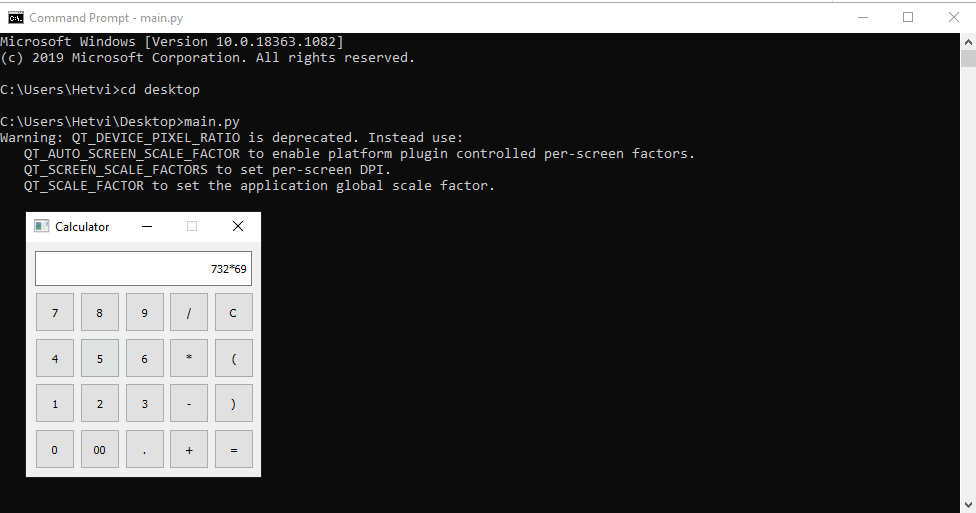 Command Prompt - main.py
Microsoft Windows [Version 10.0.18363.1082]
(c) 2019 Microsoft Corporation. All rights reserved.
C:\Users\Hetvi>cd desktop
C:\Users\Hetvi\Desktop>main.py
Warning: QT_DEVICE_PIXEL_RATIO is deprecated. Instead use:
   QT_AUTO_SCREEN_SCALE_FACTOR to enable platform plugin controlled per-screen factors.
   QT_SCREEN_SCALE_FACTORS to set per-screen DPI.
   QT_SCALE_FACTOR to set the application global scale factor.
Calculator
732*69
7 8 9 / C
4 5 6 * (
1 2 3 - )
0 00 . + =